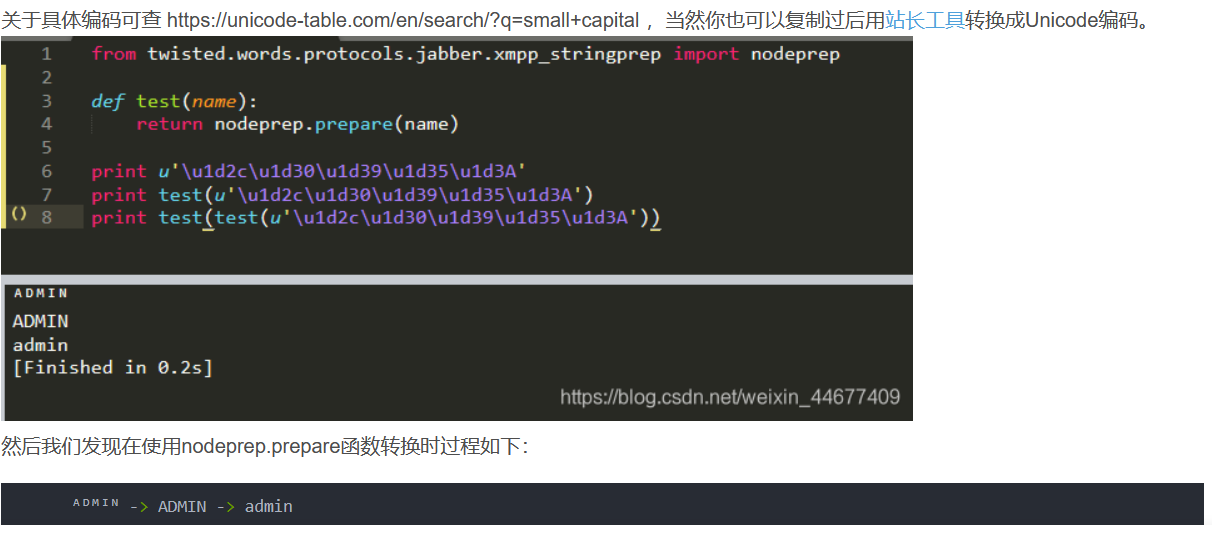 关于具体编码可查 https://unicode-table.com/en/search/?q=small+capital ，当然你也可以复制过后用站长工具转换成Unicode编码。
1 from twisted.words.protocols.jabber.xmpp_stringprep import nodeprep
2
3 def test(name):
4 return nodeprep.prepare(name)
5
6 print u'\u1d2c\u1d30\u1d39\u1d35\u1d3A'
7 print test(u'\u1d2c\u1d30\u1d39\u1d35\u1d3A')
() 8 print test(test(u'\u1d2c\u1d30\u1d39\u1d35\u1d3A'))
ᴬᴰᴹᴵᴺ
ADMIN
admin
[Finished in 0.2s]
https://blog.csdn.net/weixin_44677409
然后我们发现在使用nodeprep.prepare函数转换时过程如下：
ᴬᴰᴹᴵᴺ -> ADMIN -> admin